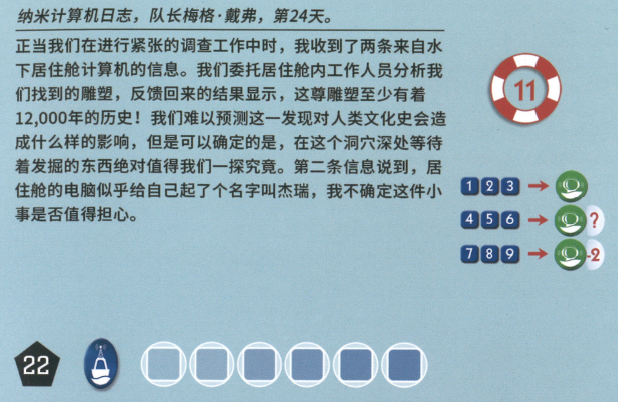 纳米计算机日志，队长梅格·戴弗，第24天。
正当我们在进行紧张的调查工作中时，我收到了两条来自水
下居住舱计算机的信息。我们委托居住舱内工作人员分析我
们找到的雕塑，反馈回来的结果显示，这尊雕塑至少有着
12,000年的历史！我们难以预测这一发现对人类文化史会造
成什么样的影响，但是可以确定的是，在这个洞穴深处等待
着发掘的东西绝对值得我们一探究竟。第二条信息说到，居
住舱的电脑似乎给自己起了个名字叫杰瑞，我不确定这件小
事是否值得担心。
11
1 2 3
4 5 6 ?
7 8 9 -2
22